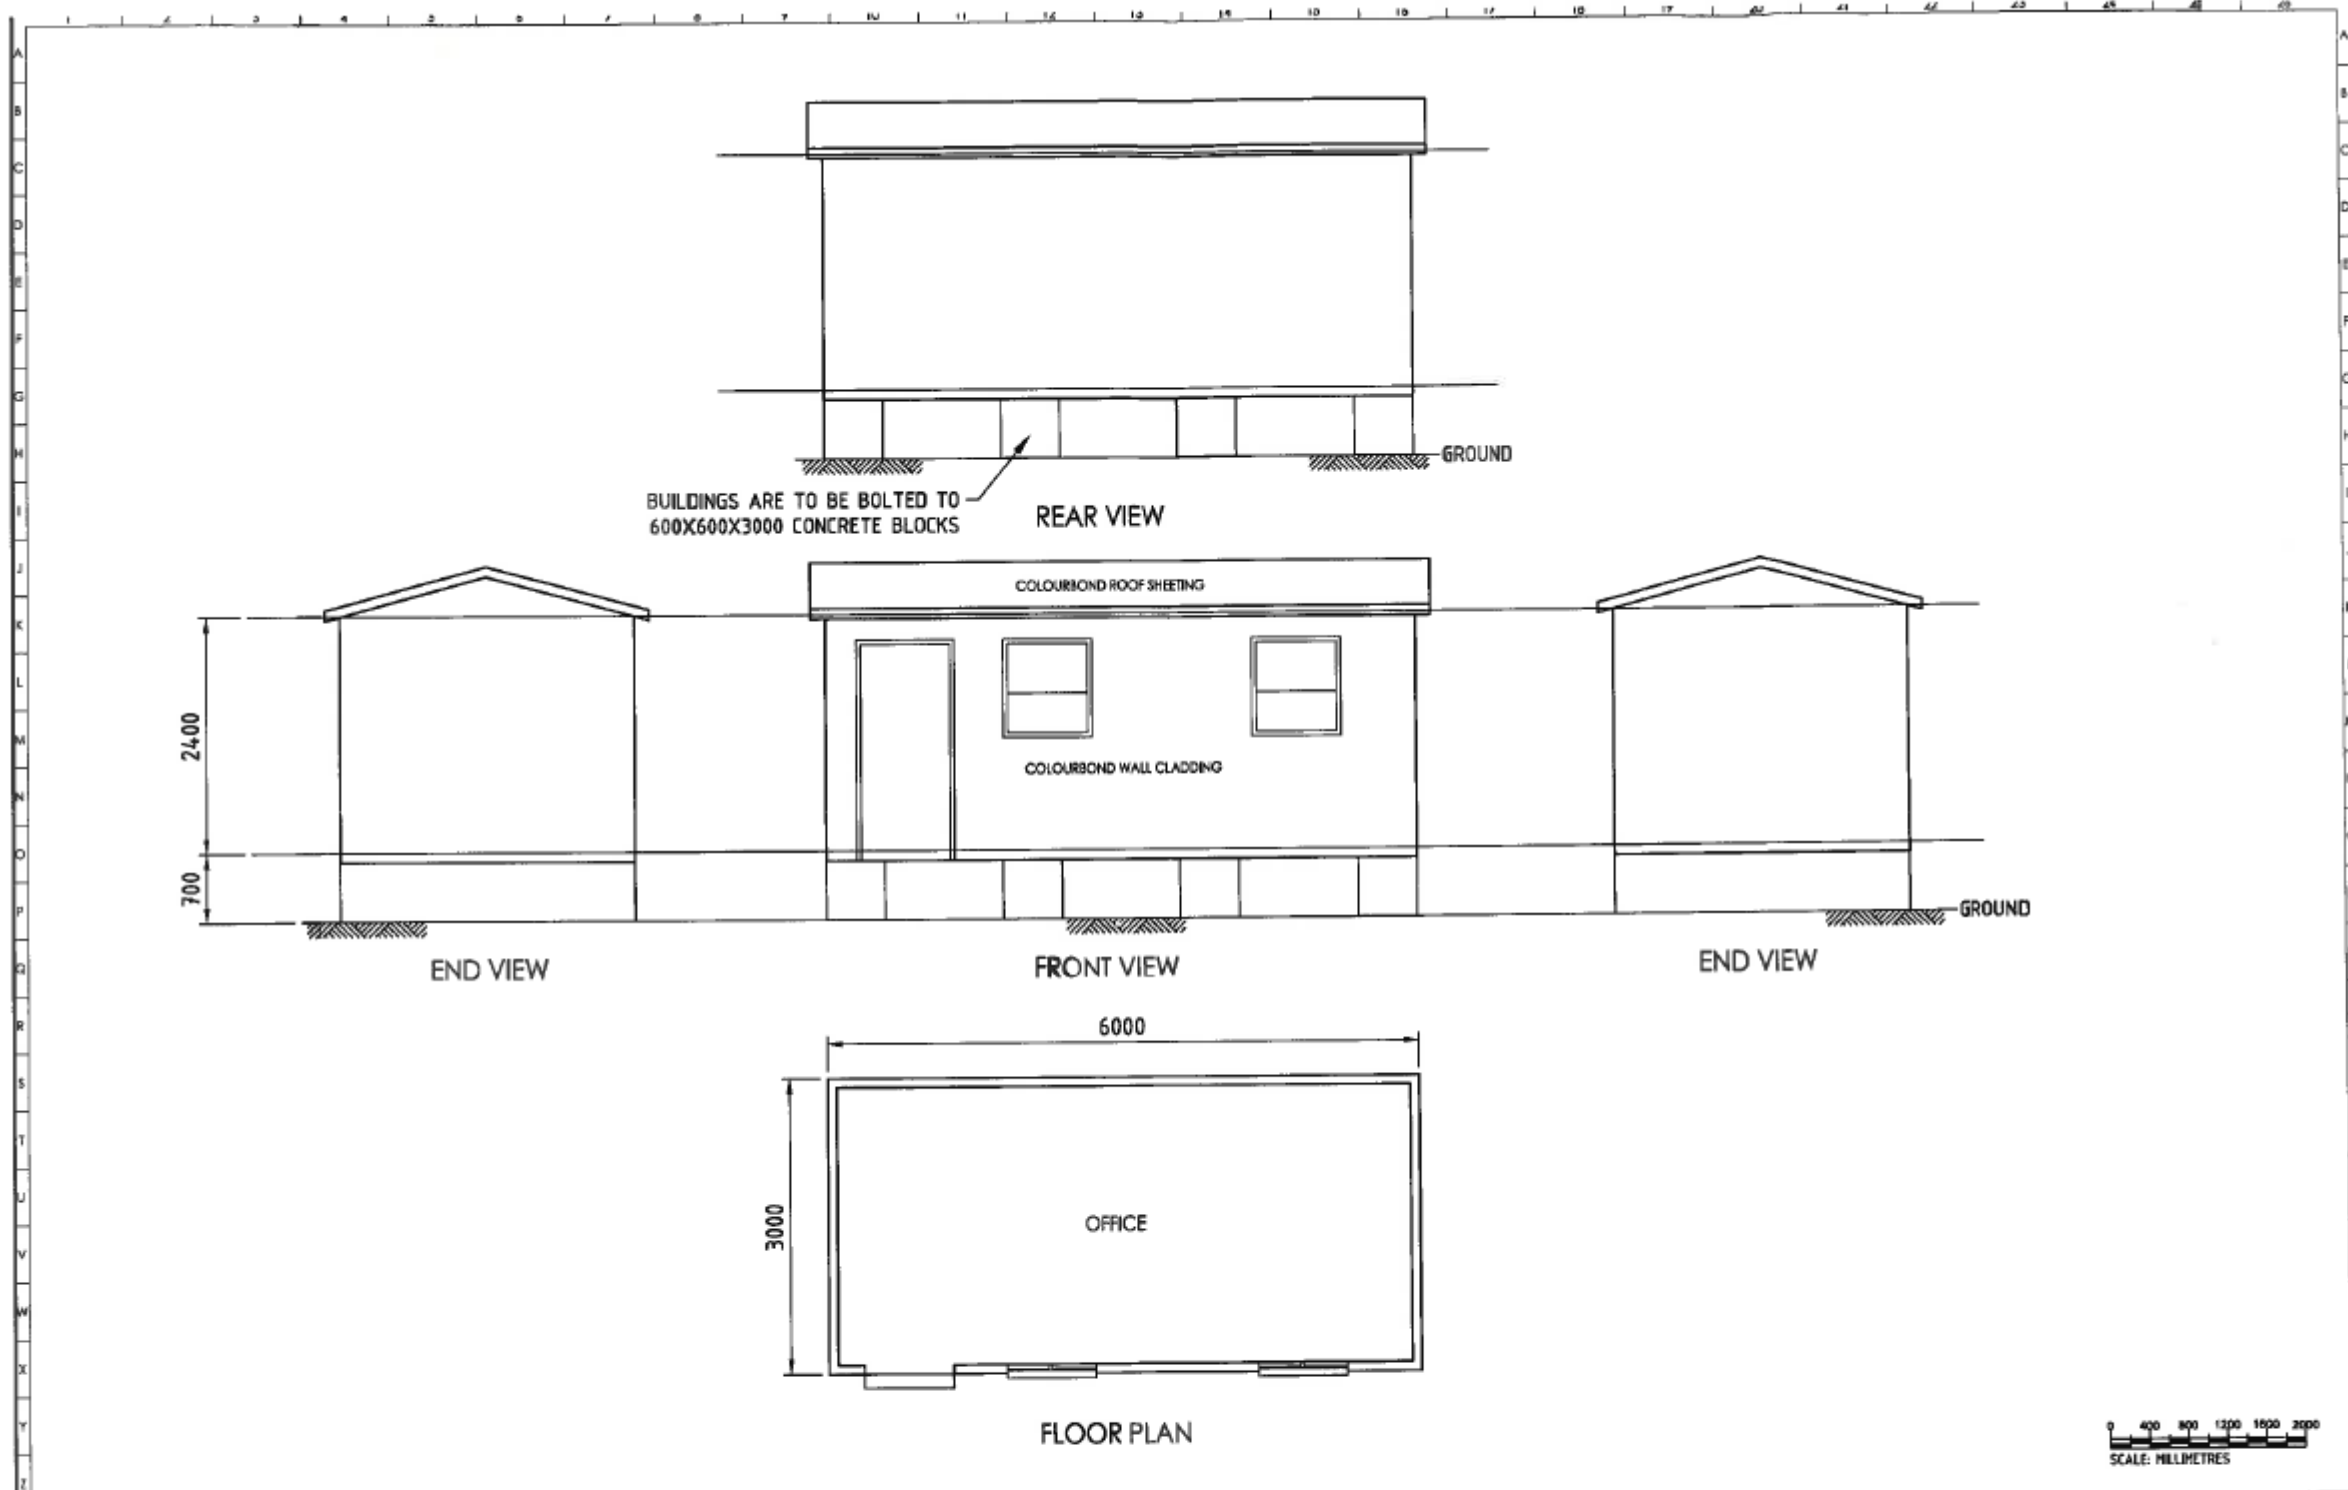 GROUND
BUILDINGS ARE TO BE BOLTED TO
600X600X3000 CONCRETE BLOCKS
REAR VIEW
COLOURBOND ROOF SHEETING
2400
COLOURBOND WALL CLADDING
700
GROUND
END VIEW
FRONT VIEW
END VIEW
6000
3000
OFFICE
FLOOR PLAN
0 400 800 1200 1600 2000
SCALE: MILLIMETRES